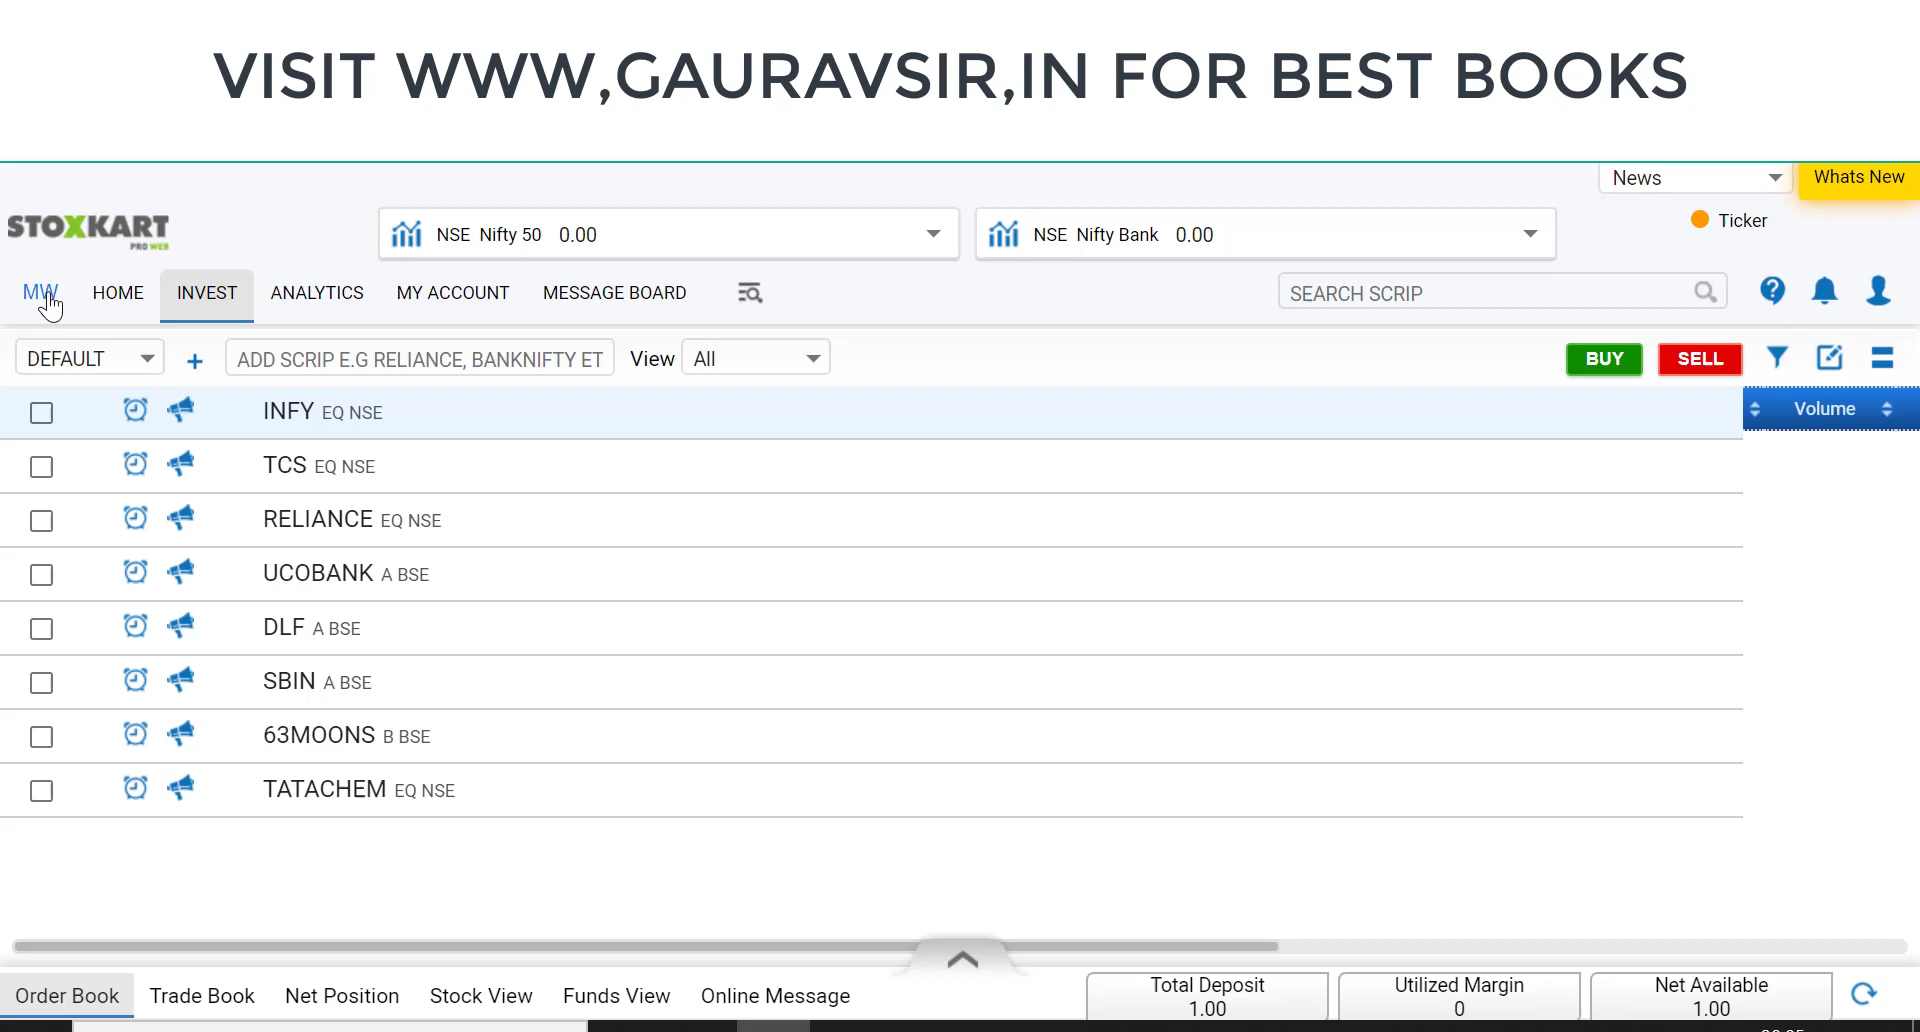 VISIT WWW,GAURAVSIR,IN FOR BEST BOOKS
News
Whats New
STOXKART
PRO WEB
NSE Nifty 50 0.00
NSE Nifty Bank 0.00
Ticker
MW HOME INVEST ANALYTICS MY ACCOUNT MESSAGE BOARD
SEARCH SCRIP
DEFAULT + ADD SCRIP E.G RELIANCE, BANKNIFTY ET View All
BUY SELL
Volume
INFY EQ NSE
TCS EQ NSE
RELIANCE EQ NSE
UCOBANK A BSE
DLF A BSE
SBIN A BSE
63MOONS B BSE
TATACHEM EQ NSE
Order Book Trade Book Net Position Stock View Funds View Online Message
Total Deposit
1.00
Utilized Margin
0
Net Available
1.00